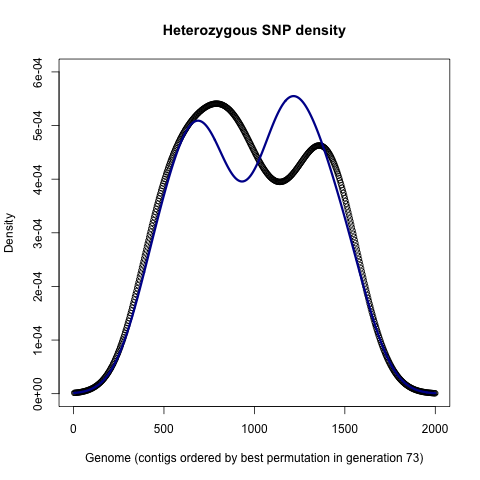 Heterozygous SNP density
6e-04
5e-04
4e-04
3e-04
2e-04
1e-04
0e+00
Density
0 500 1000 1500 2000
Genome (contigs ordered by best permutation in generation 73)